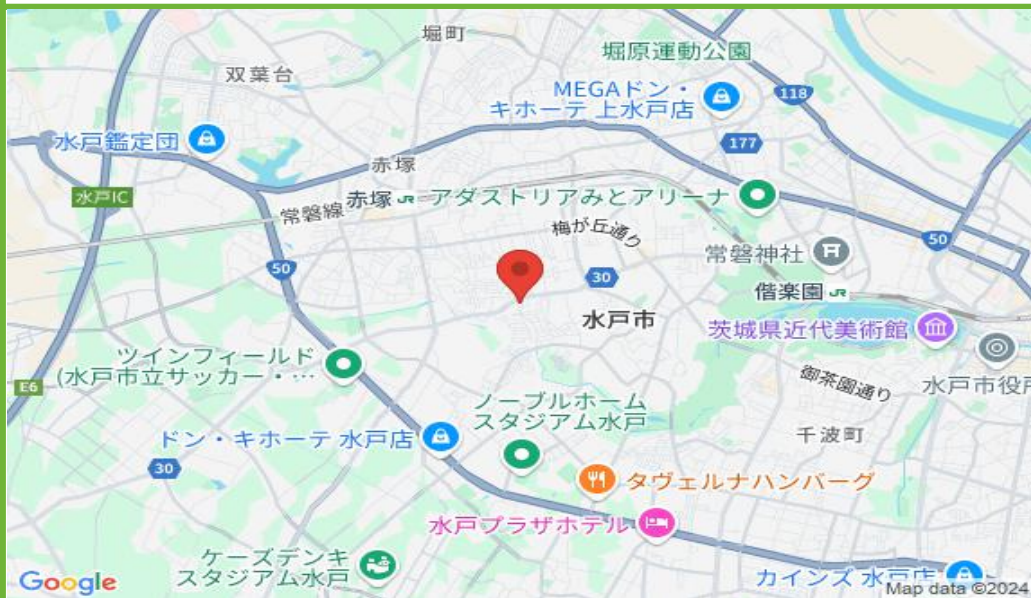 堀町
堀原運動公園
双葉台
MEGAドン・
キホーテ 上水戸店
118
水戸鑑定団
177
赤塚
水戸IC
赤塚 JR
アダストリアみとアリーナ
常磐線
梅が丘通り
50
常磐神社
50
30
偕楽園 JR
水戸市
茨城県近代美術館
ツインフィールド
(水戸市立サッカー・…
御茶園通り
水戸市役所
E6
ノーブルホーム
スタジアム水戸
ドン・キホーテ 水戸店
千波町
30
タヴェルナハンバーグ
水戸プラザホテル
ケーズデンキ
スタジアム水戸
カインズ 水戸店
Google
Map data ©2024